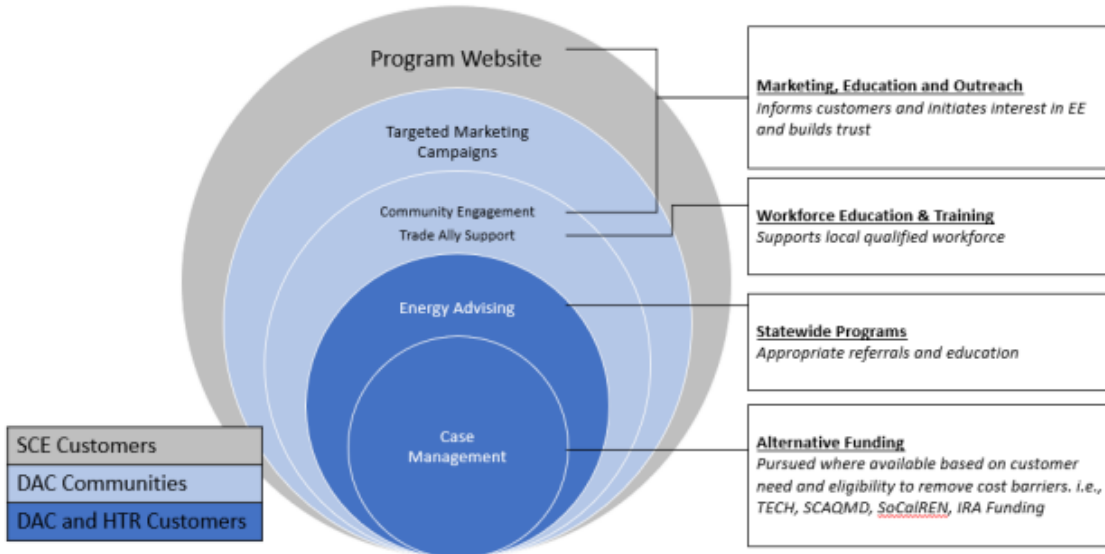 Program Website
Targeted Marketing
Campaigns
Community Engagement
Trade Ally Support
Energy Advising
Case
Management
Marketing, Education and Outreach
Informs customers and initiates interest in EE
and builds trust
Workforce Education & Training
Supports local qualified workforce
Statewide Programs
Appropriate referrals and education
Alternative Funding
Pursued where available based on customer
need and eligibility to remove cost barriers. i.e.,
TECH, SCAQMD, SoCalREN, IRA Funding
SCE Customers
DAC Communities
DAC and HTR Customers